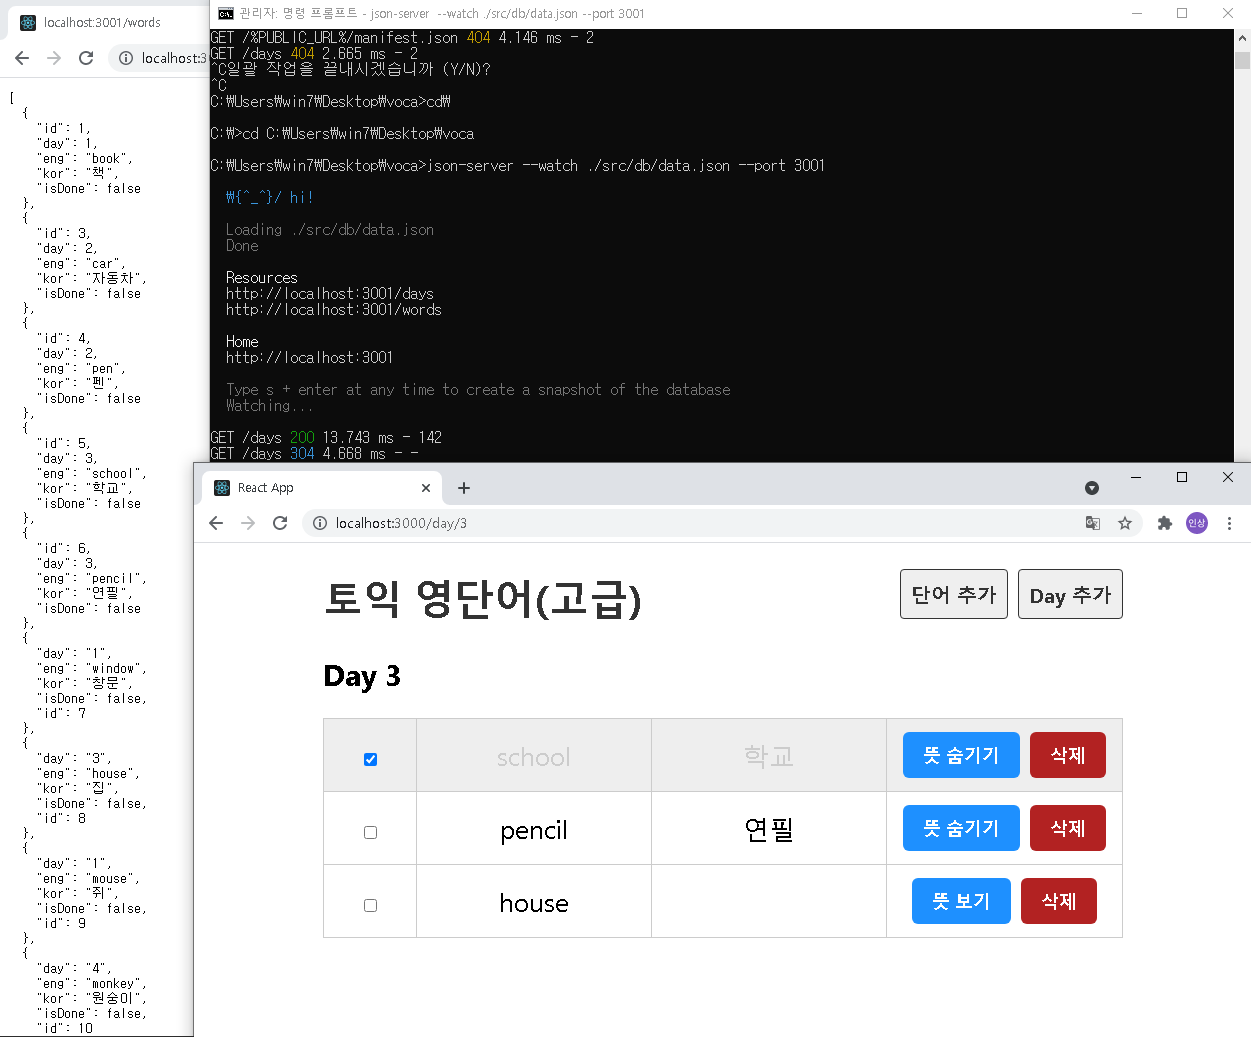 localhost:3001/words
localhost:3
[
{
"id": 1,
"day": 1,
"eng": "book",
"kor": "책",
"isDone": false
},
{
"id": 3,
"day": 2,
"eng": "car",
"kor": "자동차",
"isDone": false
},
{
"id": 4,
"day": 2,
"eng": "pen",
"kor": "펜",
"isDone": false
},
{
"id": 5,
"day": 3,
"eng": "school",
"kor": "학교",
"isDone": false
},
{
"id": 6,
"day": 3,
"eng": "pencil",
"kor": "연필",
"isDone": false
},
{
"day": "1",
"eng": "window",
"kor": "창문",
"isDone": false,
"id": 7
},
{
"day": "3",
"eng": "house",
"kor": "집",
"isDone": false,
"id": 8
},
{
"day": "1",
"eng": "mouse",
"kor": "쥐",
"isDone": false,
"id": 9
},
{
"day": "4",
"eng": "monkey",
"kor": "원숭이",
"isDone": false,
"id": 10
관리자: 명령 프롬프트 - json-server --watch ./src/db/data.json --port 3001
GET /%PUBLIC_URL%/manifest.json 404 4.146 ms - 2
GET /days 404 2.665 ms - 2
^C일괄 작업을 끝내시겠습니까 (Y/N)?
^C
C:₩Users₩win7₩Desktop₩voca>cd₩
C:₩>cd C:₩Users₩win7₩Desktop₩voca
C:₩Users₩win7₩Desktop₩voca>json-server --watch ./src/db/data.json --port 3001
₩{^_^}/ hi!
Loading ./src/db/data.json
Done
Resources
http://localhost:3001/days
http://localhost:3001/words
Home
http://localhost:3001
Type s + enter at any time to create a snapshot of the database
Watching...
GET /days 200 13.743 ms - 142
GET /days 304 4.668 ms - -
React App
localhost:3000/day/3
인상
토익 영단어(고급)
단어 추가 Day 추가
Day 3
school 학교 뜻 숨기기 삭제
pencil 연필 뜻 숨기기 삭제
house 뜻 보기 삭제